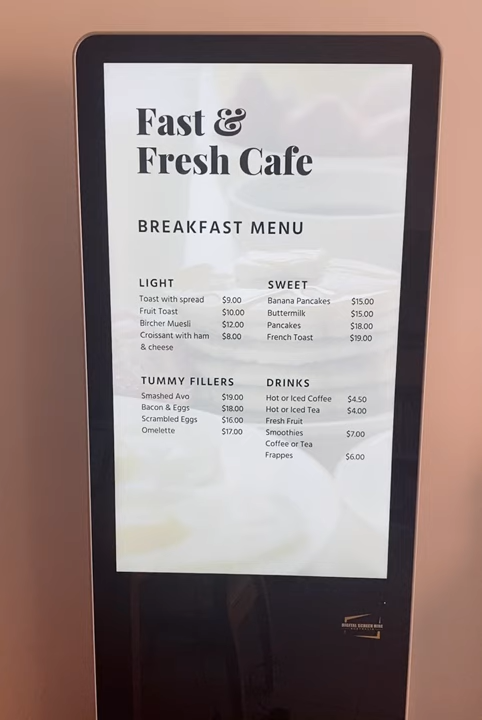 Fast &
Fresh Cafe
BREAKFAST MENU
LIGHT
Toast with spread $9.00
Fruit Toast $10.00
Bircher Muesli $12.00
Croissant with ham $8.00
& cheese
SWEET
Banana Pancakes $15.00
Buttermilk $15.00
Pancakes $18.00
French Toast $19.00
TUMMY FILLERS
Smashed Avo $19.00
Bacon & Eggs $18.00
Scrambled Eggs $16.00
Omelette $17.00
DRINKS
Hot or Iced Coffee $4.50
Hot or Iced Tea $4.00
Fresh Fruit
Smoothies $7.00
Coffee or Tea
Frappes $6.00
DIGITAL SCREEN HIRE